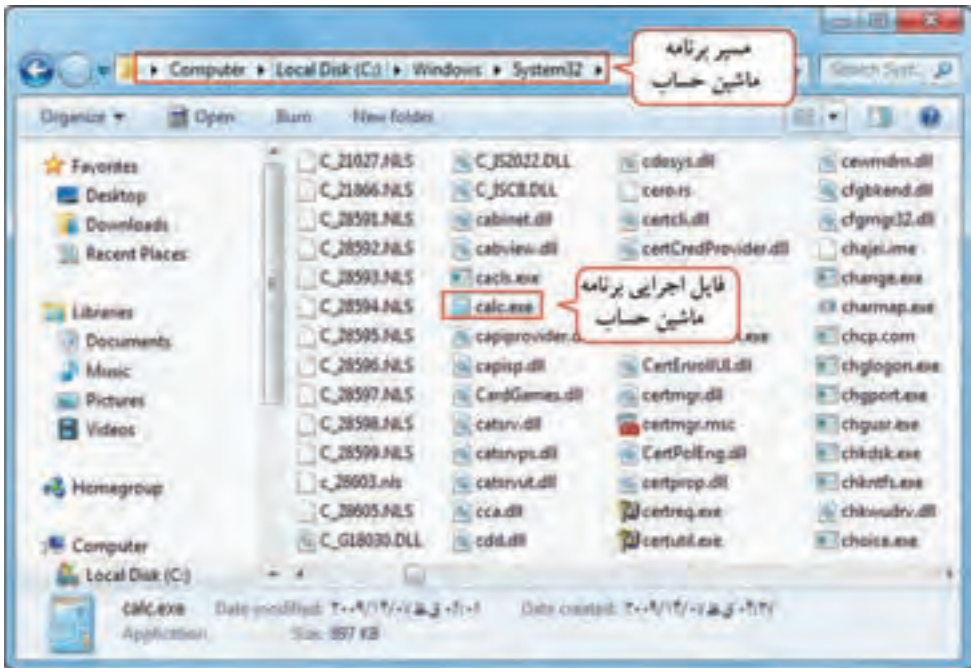 Computer ▸ Local Disk (C:) ▸ Windows ▸ System32 ▸
مسیر برنامه
ماشین حساب
Organize
Open
Burn
New folder
Favorites
Desktop
Downloads
Recent Places
Libraries
Documents
Music
Pictures
Videos
Homegroup
Computer
Local Disk (C:)
C_21027.NLS
C_21866.NLS
C_28591.NLS
C_28592.NLS
C_28593.NLS
C_28594.NLS
C_28595.NLS
C_28596.NLS
C_28597.NLS
C_28598.NLS
C_28599.NLS
c_28603.nls
C_28605.NLS
C_G18030.DLL
C_IS2022.DLL
C_ISCII.DLL
cabinet.dll
cabview.dll
cacls.exe
calc.exe
capiprovider.d
capisp.dll
CardGames.dll
catsrv.dll
catsrvps.dll
catsrvut.dll
cca.dll
cdd.dll
cdosys.dll
cero.rs
certcli.dll
certCredProvider.dll
فایل اجرایی برنامه
ماشین حساب
.exe
CertEnrollUI.dll
certmgr.dll
certmgr.msc
CertPolEng.dll
certprop.dll
certreq.exe
certutil.exe
cewmdm.dll
cfgbkend.dll
cfgmgr32.dll
chajei.ime
change.exe
charmap.exe
chcp.com
chglogon.exe
chgport.exe
chgusr.exe
chkdsk.exe
chkntfs.exe
chkwudrv.dll
choice.exe
calc.exe
Date modified:
Date created:
Application
Size: 897 KB